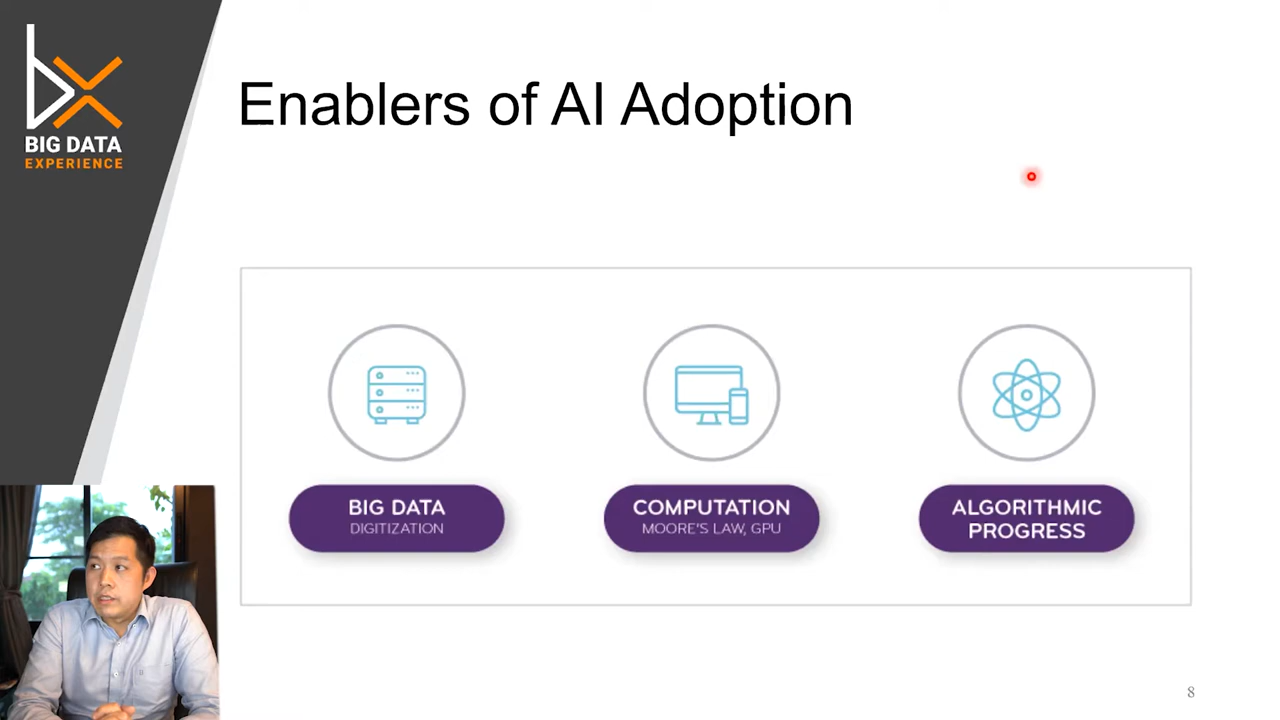 BIG DATA
EXPERIENCE
Enablers of AI Adoption
BIG DATA
DIGITIZATION
COMPUTATION
MOORE'S LAW, GPU
ALGORITHMIC
PROGRESS
8